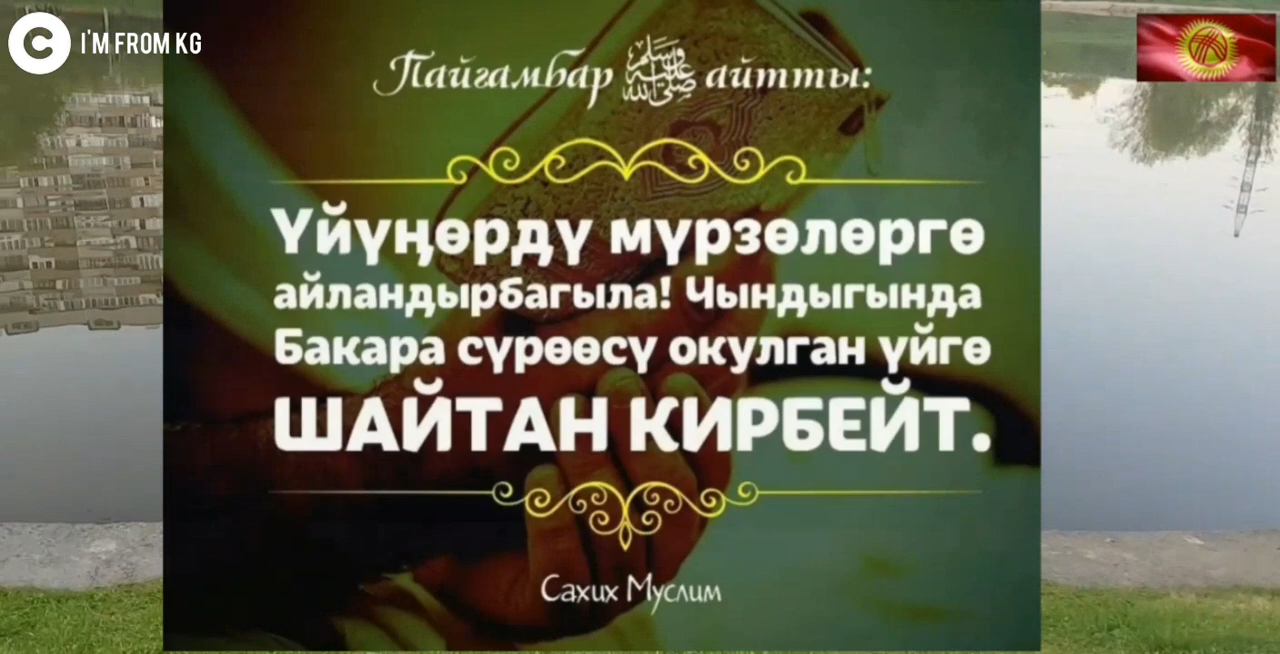 I'M FROM KG
Пайгамбар ﷺ айтты:
Үйүңөрдү мүрзөлөргө
айландырбагыла! Чындыгында
Бакара сүрөөсү окулган үйгө
ШАЙТАН КИРБЕЙТ.
Сахих Муслим